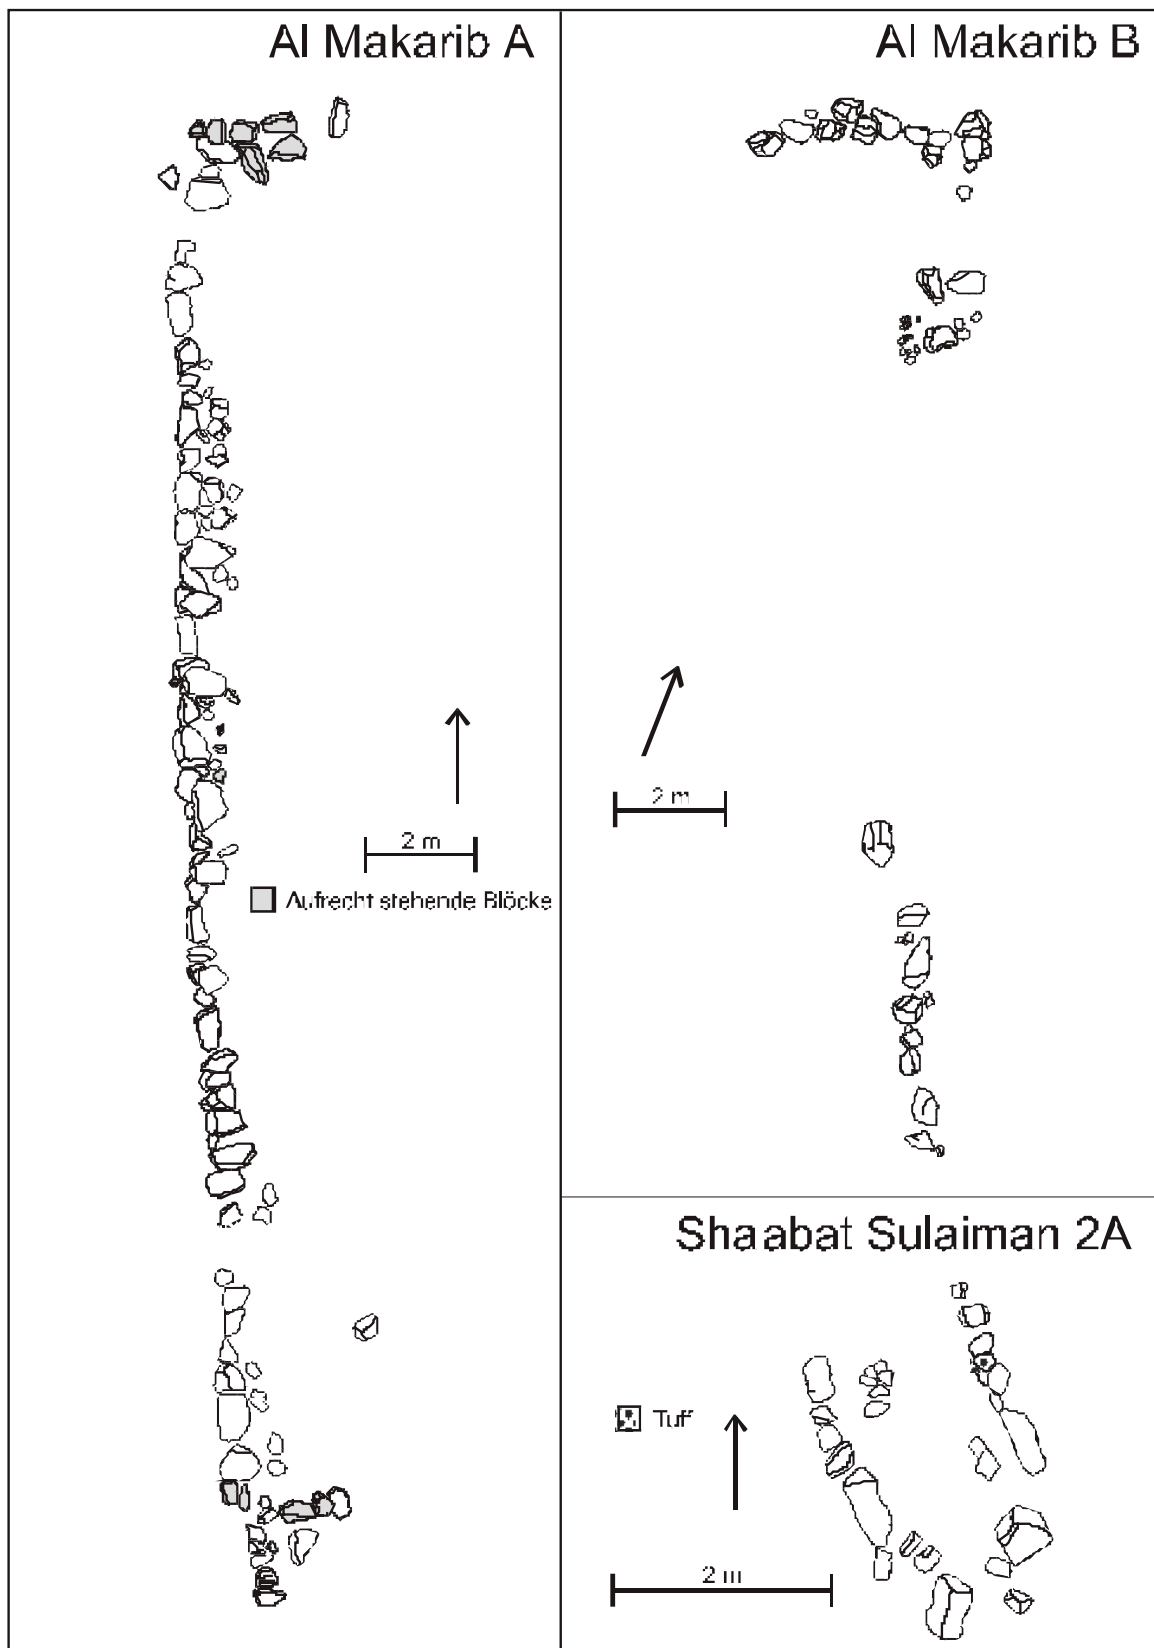 Al Makarib A
2 m
Aufrecht stehende Blöcke
Al Makarib B
2 m
Shaabat Sulaiman 2A
Tuff
2 m